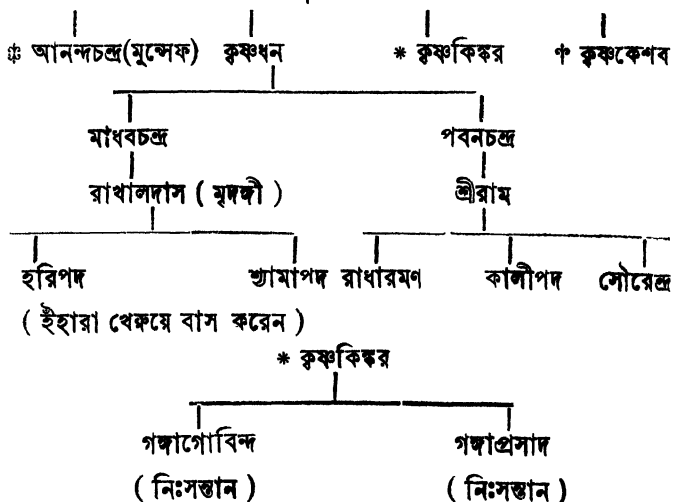 ⁜ আনন্দচন্দ্র(মুন্সেফ) কৃষ্ণধন * কৃষ্ণকিঙ্কর † কৃষ্ণকেশব
মাধবচন্দ্র পবনচন্দ্র
রাখালদাস ( মৃদঙ্গী ) শ্রীরাম
হরিপদ শ্যামাপদ রাধারমণ কালীপদ সৌরেন্দ্র
( ইঁহারা খেরুয়ে বাস করেন )
* কৃষ্ণকিঙ্কর
গঙ্গাগোবিন্দ গঙ্গাপ্রসাদ
( নিঃসন্তান ) ( নিঃসন্তান )